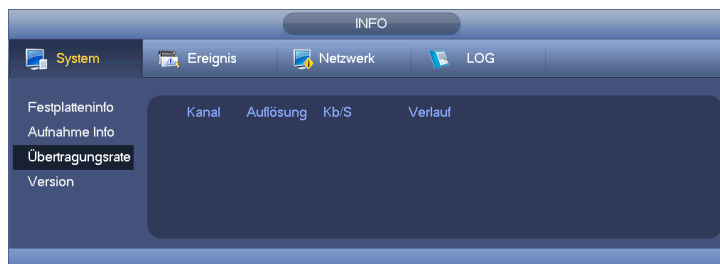 INFO
System Ereignis Netzwerk LOG
Festplatteninfo
Aufnahme Info
Übertragungsrate
Version
Kanal Auflösung Kb/S Verlauf